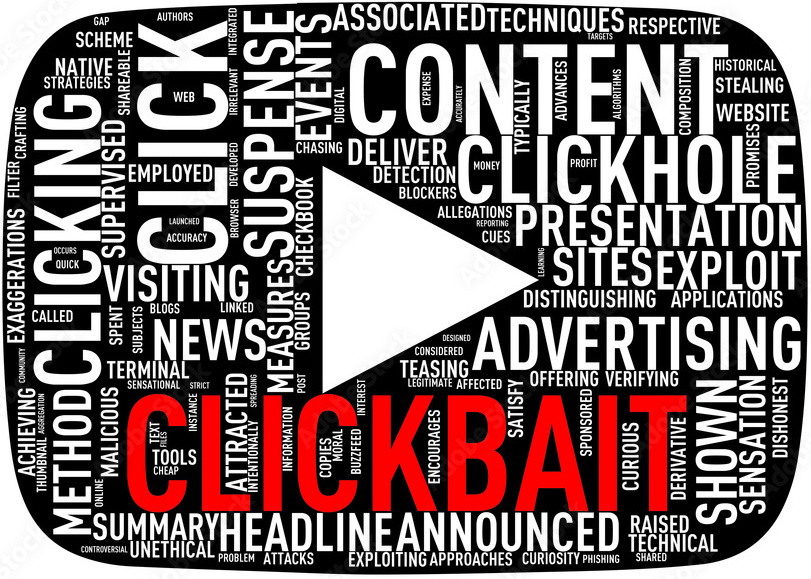 GAP
AUTHORS
INTEGRATED
ASSOCIATED
TECHNIQUES
TARGETS
RESPECTIVE
SCHEME
SHAREABLE
CLICK
SUSPENSE
EVENTS
CONTENT
NATIVE
STRATEGIES
WEB
IRRELEVANT
DIGITAL
EXPENSE
ACCURATELY
TYPICALLY
ADVANCES
ALGORITHMS
COMPOSITION
HISTORICAL
STEALING
WEBSITE
CRAFTING
FILTER
CLICKING
SUPERVISED
EMPLOYED
DEVELOPED
CHASING
DELIVER
DETECTION
BLOCKERS
MONEY
CLICKHOLE
PROFIT
PROMISES
EXAGGERATIONS
LAUNCHED
ACCURACY
BROWSER
CHECKBOOK
ALLEGATIONS
REPORTING
CUES
PRESENTATION
OCCURS
QUICK
VISITING
LEARNING
SITES
EXPLOIT
DISTINGUISHING
APPLICATIONS
CALLED
SPENT
SUBJECTS
BLOGS
LINKED
MEASURES
GROUPS
NEWS
DESIGNED
CONSIDERED
ADVERTISING
COMMUNITY
TERMINAL
SENSATIONAL
STRICT
SPREADING
POST
TEASING
LEGITIMATE
AFFECTED
OFFERING
VERIFYING
ACHIEVING
THUMBNAIL
AGGREGATION
METHOD
MALICIOUS
CLICKBAIT
INSTANCE
ATTRACTED
INTENTIONALLY
INFORMATION
INTEREST
SATISFY
SPONSORED
SHOWN
SENSATION
DISHONEST
TEXT
FILES
TOOLS
CHEAP
COPIES
MORAL
BUZZFEED
ENCOURAGES
CURIOUS
DERIVATIVE
ONLINE
SUMMARY
HEADLINE
ANNOUNCED
RAISED
TECHNICAL
CONTROVERSIAL
UNETHICAL
PROBLEM
ATTACKS
EXPLOITING
APPROACHES
CURIOSITY
PHISHING
SHARED